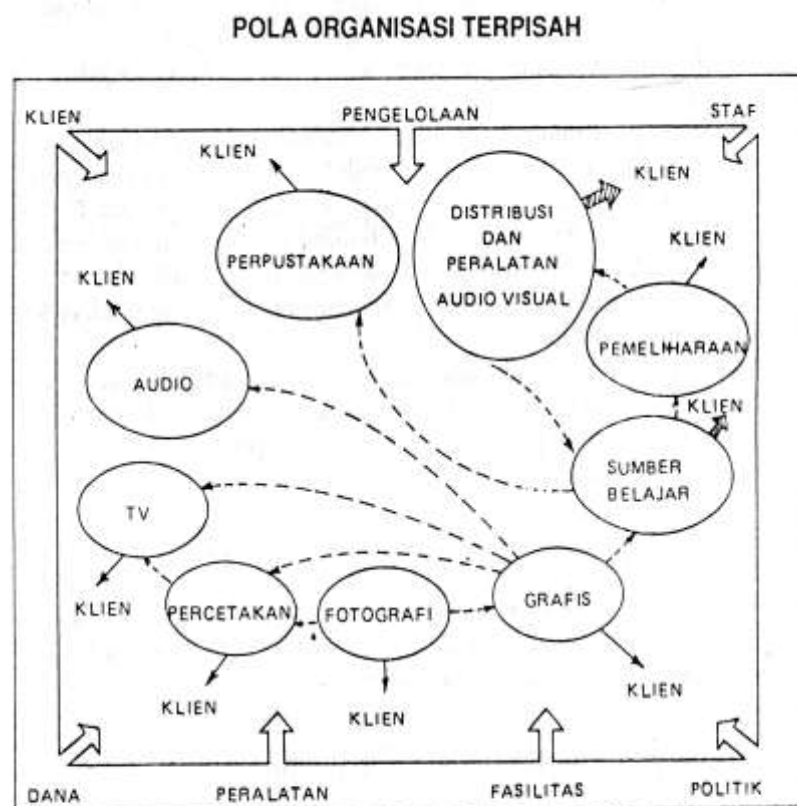 POLA ORGANISASI TERPISAH
KLIEN
PENGELOLAAN
STAF
KLIEN
KLIEN
DISTRIBUSI
DAN
PERALATAN
AUDIO VISUAL
KLIEN
PERPUSTAKAAN
KLIEN
PEMELIHARAAN
AUDIO
KLIEN
SUMBER
BELAJAR
TV
KLIEN
PERCETAKAN
FOTOGRAFI
GRAFIS
KLIEN
KLIEN
KLIEN
DANA
PERALATAN
FASILITAS
POLITIK